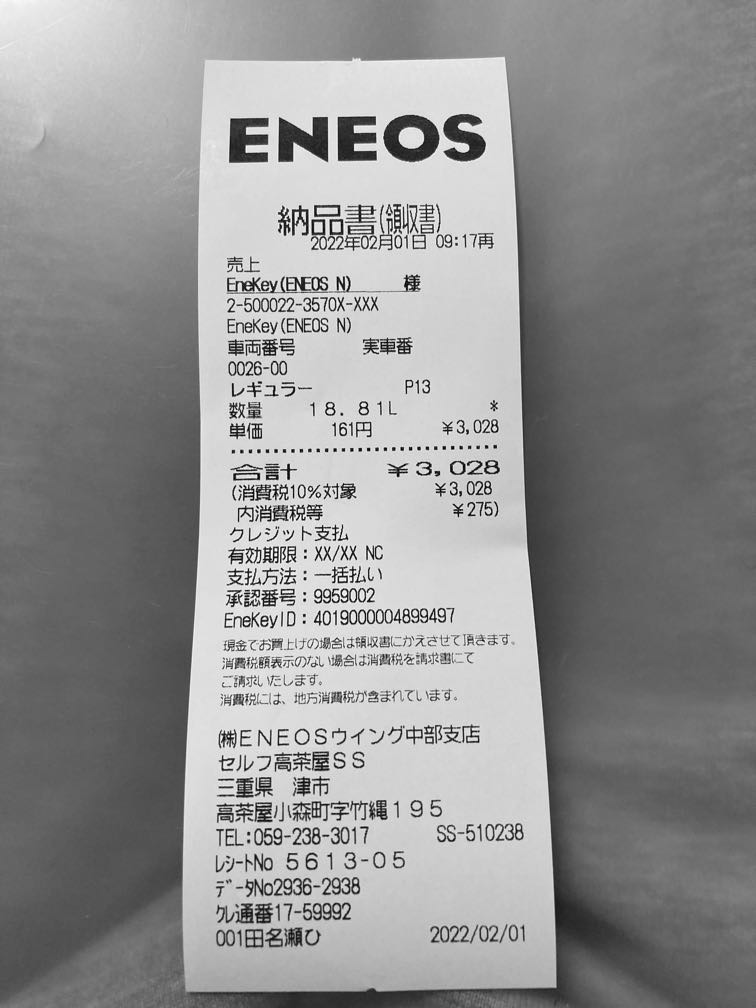 ENEOS
納品書(領収書)
2022年02月01日 09:17再
売上
EneKey(ENEOS N) 様
2-500022-3570X-XXX
EneKey(ENEOS N)
車両番号 実車番
0026-00
レギュラー P13
数量 18.81L *
単価 161円 ¥3,028
合計 ¥3,028
(消費税10%対象 ¥3,028
内消費税等 ¥275)
クレジット支払
有効期限:XX/XX NC
支払方法:一括払い
承認番号:9959002
EneKeyID:4019000004899497
現金でお買上げの場合は領収書にかえさせて頂きます。
消費税額表示のない場合は消費税を請求書にて
ご請求いたします。
消費税には、地方消費税が含まれています。
(株)ENEOSウイング中部支店
セルフ高茶屋SS
三重県 津市
高茶屋小森町字竹縄195
TEL:059-238-3017 SS-510238
レシートNo 5613-05
データNo2936-2938
クレ通番17-59992
001田名瀬ひ 2022/02/01